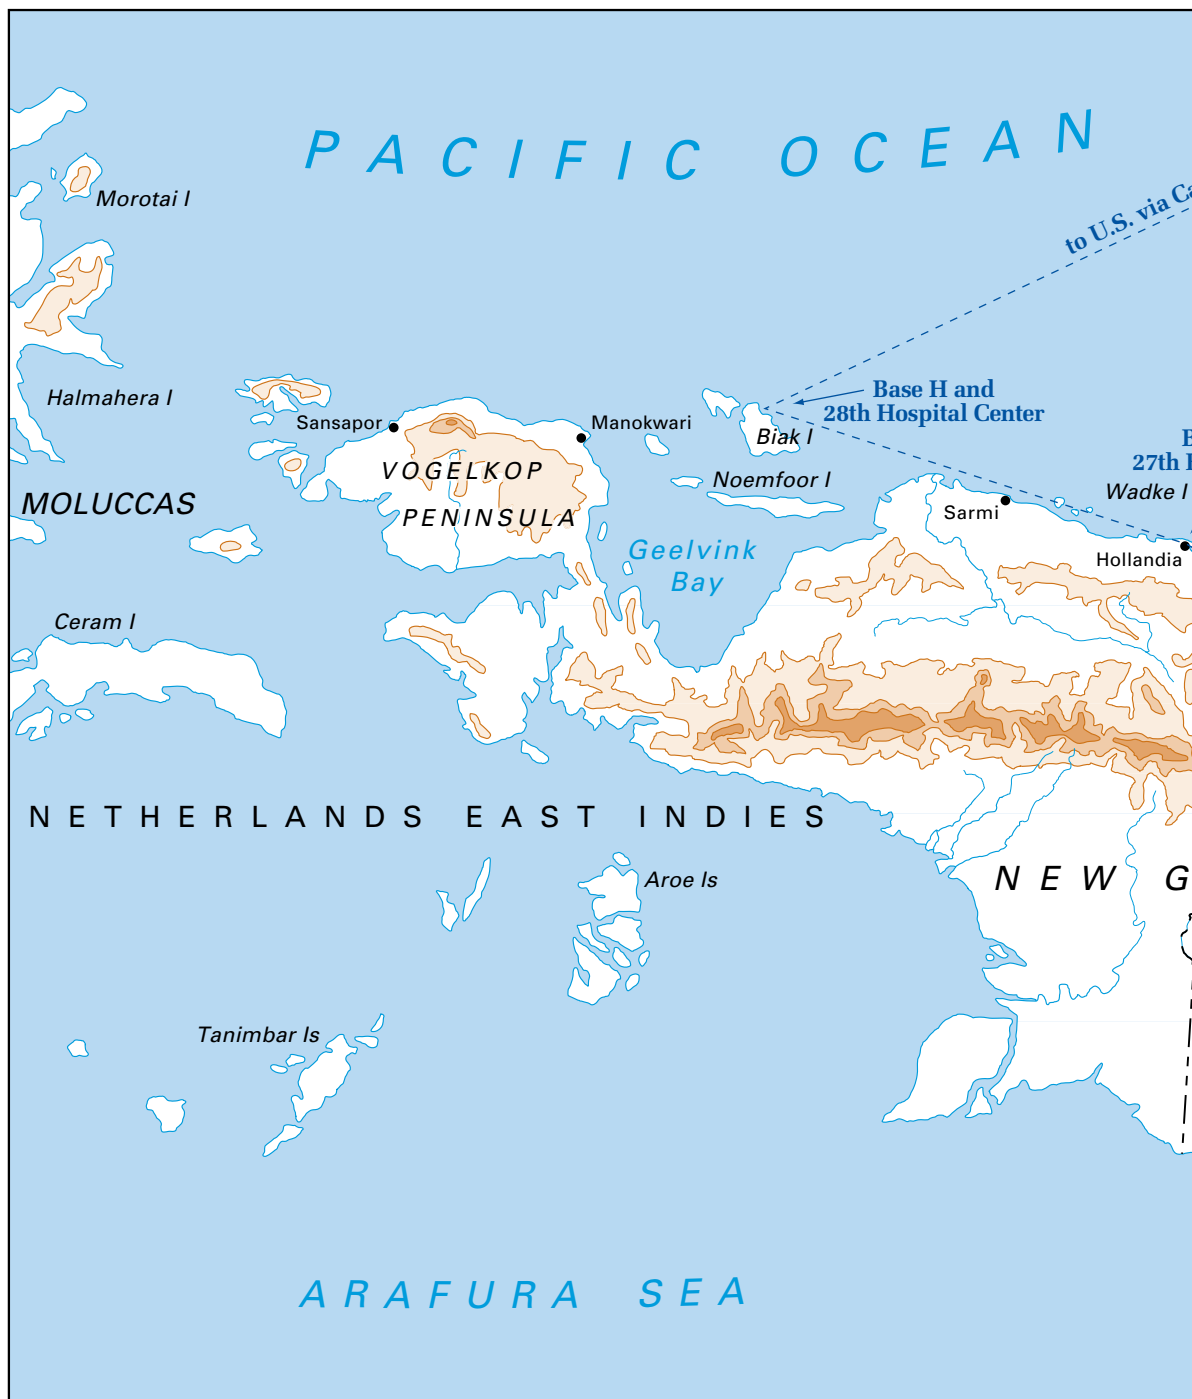 PACIFIC OCEAN
Morotai I
to U.S. via
Halmahera I
Base H and
28th Hospital Center
Sansapor
Manokwari
Biak I
VOGELKOP
PENINSULA
27th
Noemfoor I
Wadke I
MOLUCCAS
Sarmi
Geelvink
Bay
Hollandia
Ceram I
NETHERLANDS EAST INDIES
Aroe Is
NEW G
Tanimbar Is
ARAFURA SEA